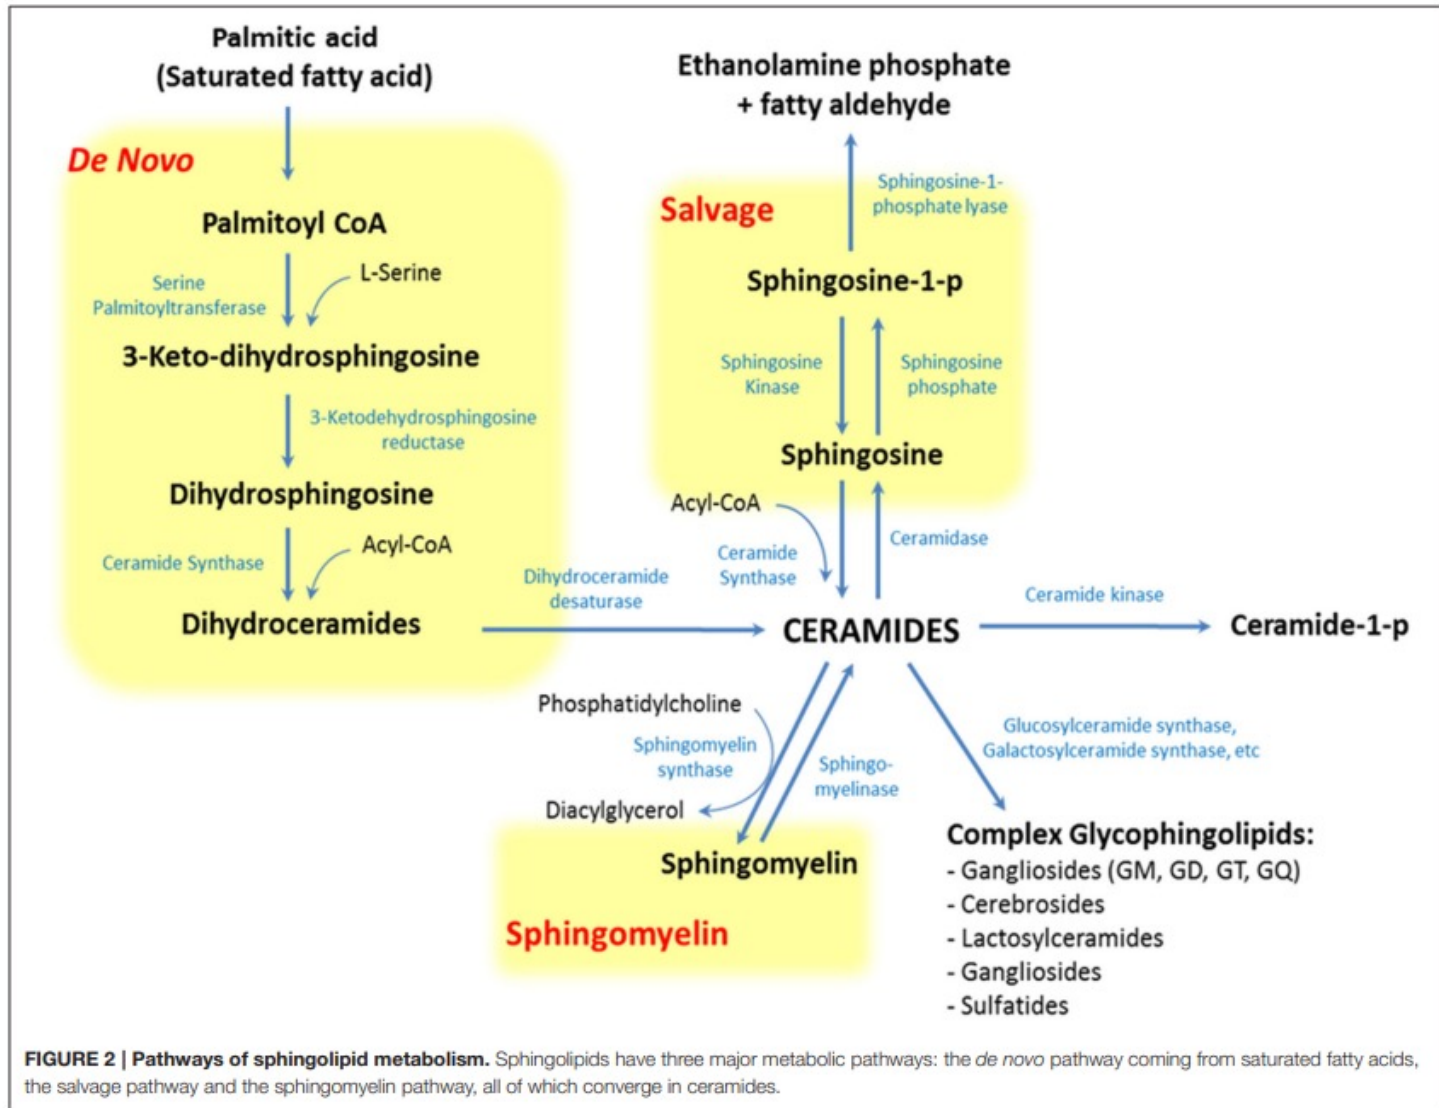 Palmitic acid
(Saturated fatty acid)
De Novo
Palmitoyl CoA
Serine
Palmitoyltransferase
L-Serine
3-Keto-dihydrosphingosine
3-Ketodehydrosphingosine
reductase
Dihydrosphingosine
Ceramide Synthase
Acyl-CoA
Dihydroceramides
Dihydroceramide
desaturase
Ethanolamine phosphate
+ fatty aldehyde
Sphingosine-1-
phosphate lyase
Salvage
Sphingosine-1-p
Sphingosine
Kinase
Sphingosine
phosphate
Sphingosine
Acyl-CoA
Ceramide
Synthase
Ceramidase
CERAMIDES
Ceramide kinase
Ceramide-1-p
Phosphatidylcholine
Sphingomyelin
synthase
Diacylglycerol
Sphingo-
myelinase
Sphingomyelin
Sphingomyelin
Glucosylceramide synthase,
Galactosylceramide synthase, etc
Complex Glycophingolipids:
- Gangliosides (GM, GD, GT, GQ)
- Cerebrosides
- Lactosylceramides
- Gangliosides
- Sulfatides
FIGURE 2 | Pathways of sphingolipid metabolism. Sphingolipids have three major metabolic pathways: the de novo pathway coming from saturated fatty acids,
the salvage pathway and the sphingomyelin pathway, all of which converge in ceramides.